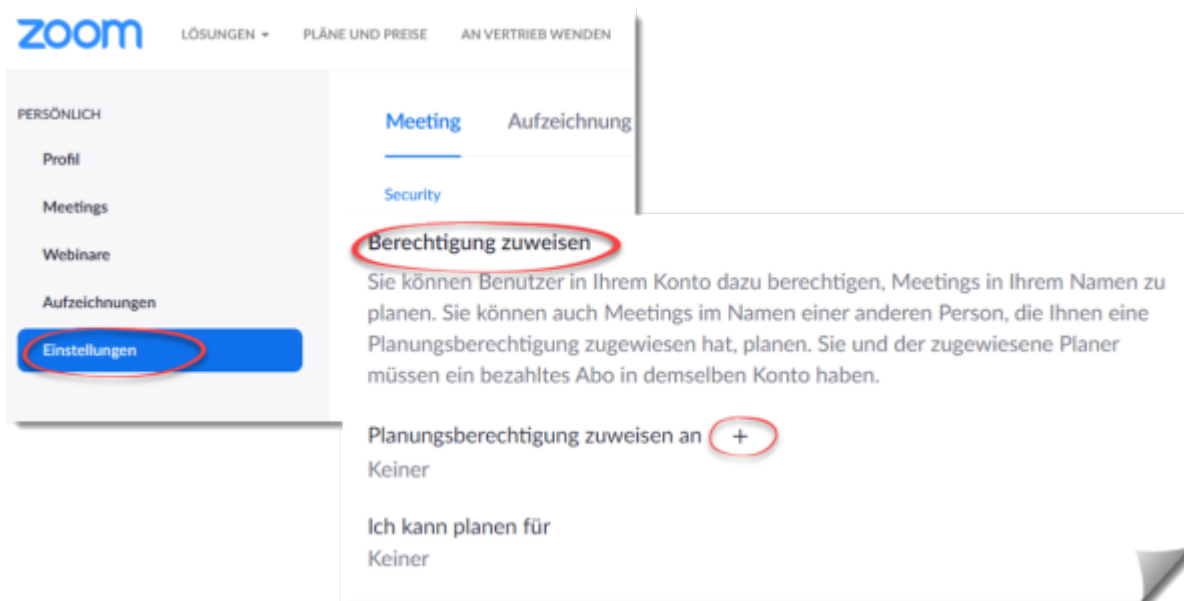 zoom LÖSUNGEN PLÄNE UND PREISE AN VERTRIEB WENDEN
PERSÖNLICH
Profil
Meetings
Webinare
Aufzeichnungen
Einstellungen
Meeting Aufzeichnung
Security
Berechtigung zuweisen
Sie können Benutzer in Ihrem Konto dazu berechtigen, Meetings in Ihrem Namen zu
planen. Sie können auch Meetings im Namen einer anderen Person, die Ihnen eine
Planungsberechtigung zugewiesen hat, planen. Sie und der zugewiesene Planer
müssen ein bezahltes Abo in demselben Konto haben.
Planungsberechtigung zuweisen an +
Keiner
Ich kann planen für
Keiner